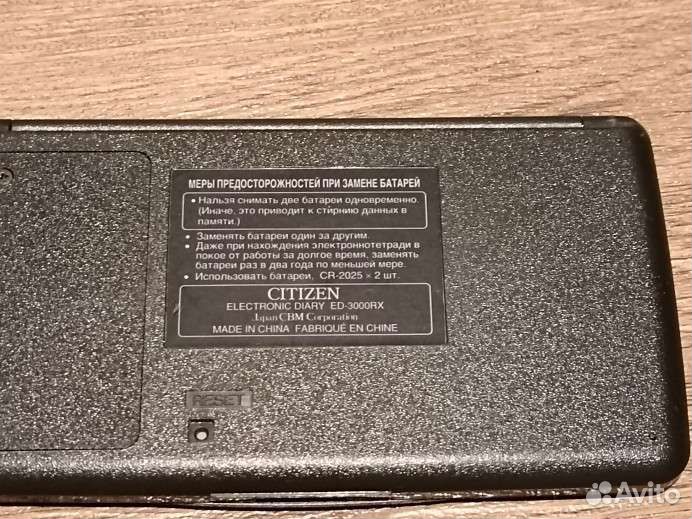 МЕРЫ ПРЕДОСТОРОЖНОСТЕЙ ПРИ ЗАМЕНЕ БАТАРЕЙ
• Нальзя снимать две батареи одновременно.
(Иначе, это приводит к стйрнию данных в
памяти.)
• Заменять батареи один за другим.
• Даже при нахождения электроннотетради в
покое от работы за долгое время, заменять
батареи раз в два года по меньшей мере.
• Использовать батареи, CR-2025 × 2 шт.
CITIZEN
ELECTRONIC DIARY ED-3000RX
Japan CBM Corporation
MADE IN CHINA FABRIQUÉ EN CHINE
RESET
Avito